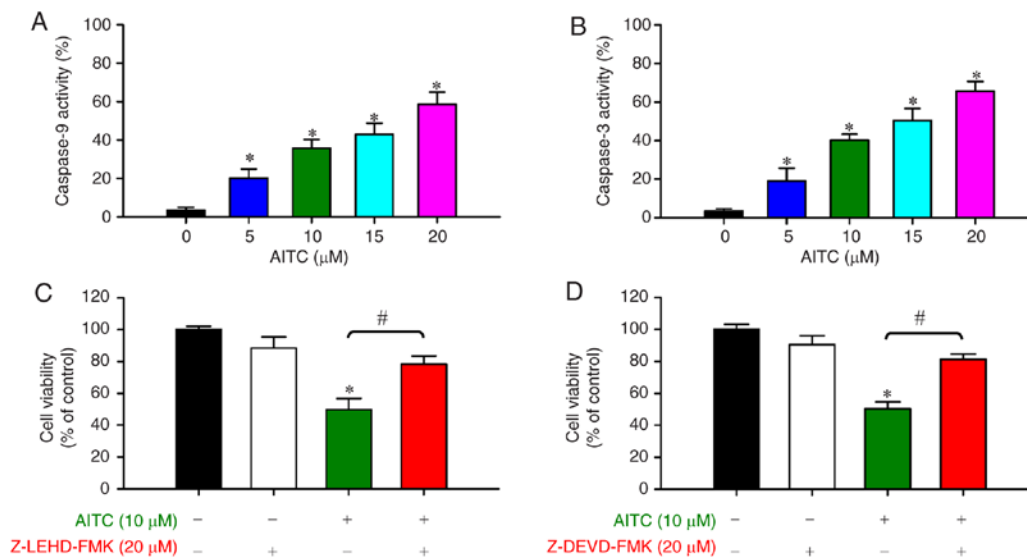 A
Caspase-9 activity (%)
100
80
60
40
20
0
*
*
*
*
0 5 10 15 20
AITC (μM)
B
Caspase-3 activity (%)
100
80
60
40
20
0
*
*
*
*
0 5 10 15 20
AITC (μM)
C
Cell viability
(% of control)
120
100
80
60
40
20
0
*
#
AITC (10 μM) − − + +
Z-LEHD-FMK (20 μM) − + − +
D
Cell viability
(% of control)
120
100
80
60
40
20
0
*
#
AITC (10 μM) − − + +
Z-DEVD-FMK (20 μM) − + − +